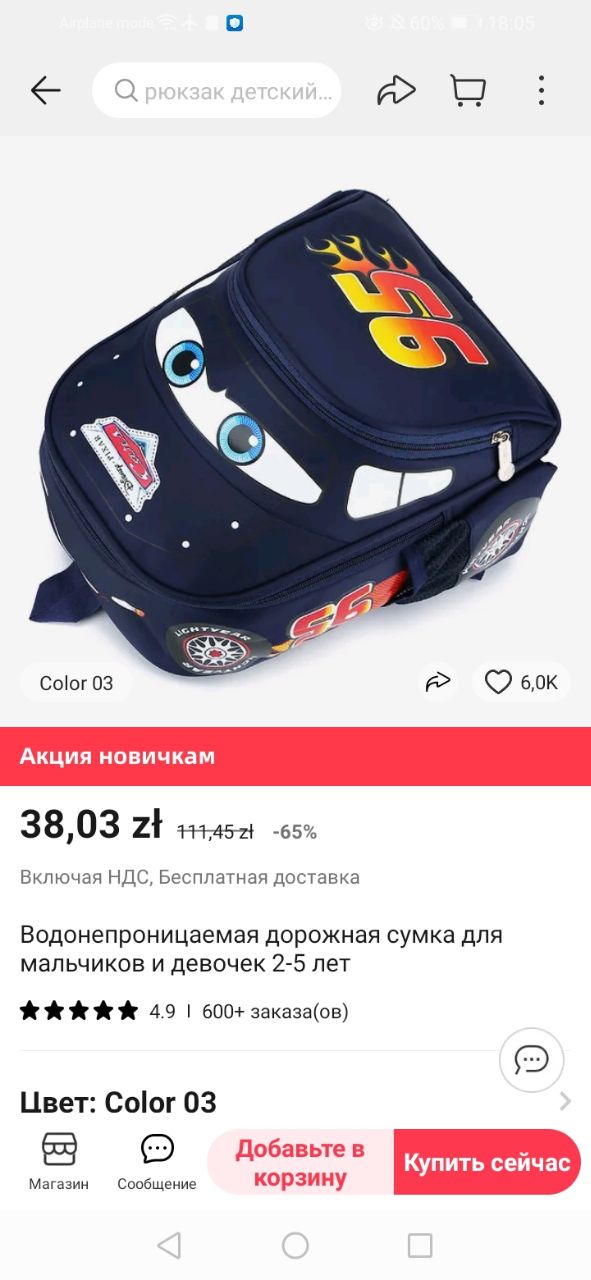 Airplane mode
60%
18:05
рюкзак детский...
95
Disney·PIXAR
CARS
LIGHTYEAR
95
Color 03
6,0K
Акция новичкам
38,03 zł 111,45 zł -65%
Включая НДС, Бесплатная доставка
Водонепроницаемая дорожная сумка для
мальчиков и девочек 2-5 лет
4.9 | 600+ заказа(ов)
Цвет: Color 03
Магазин
Сообщение
Добавьте в
корзину
Купить сейчас